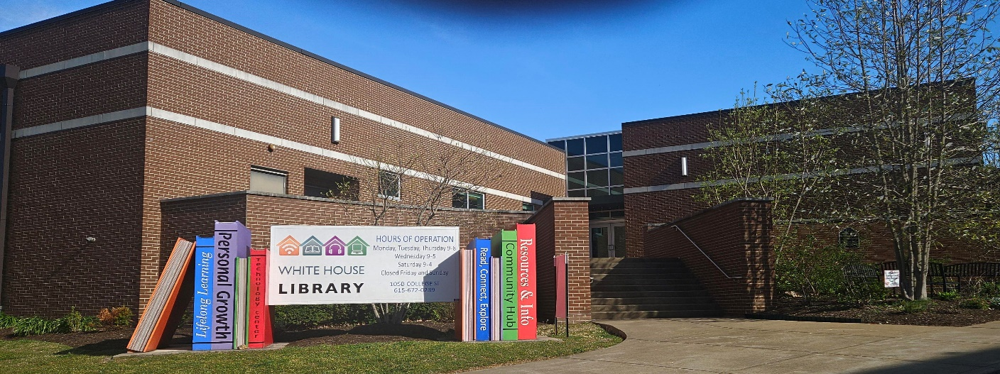 Lifelong Learning
Personal Growth
Technology Center
WHITE HOUSE
LIBRARY
HOURS OF OPERATION
Monday, Tuesday, Thursday 9-8
Wednesday 9-5
Saturday 9-4
Closed Friday and Sunday
105B COLLEGE ST
615-672-0239
Read, Connect, Explore
Community Hub
Resources & Info